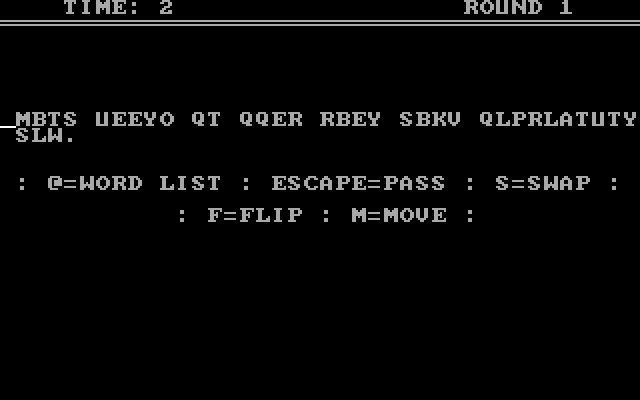 TIME: 2 ROUND 1
MBTS UEEYO QT QQER RBEY SBKV QLPRLATUTY
SLW.
: @=WORD LIST : ESCAPE=PASS : S=SWAP :
: F=FLIP : M=MOVE :